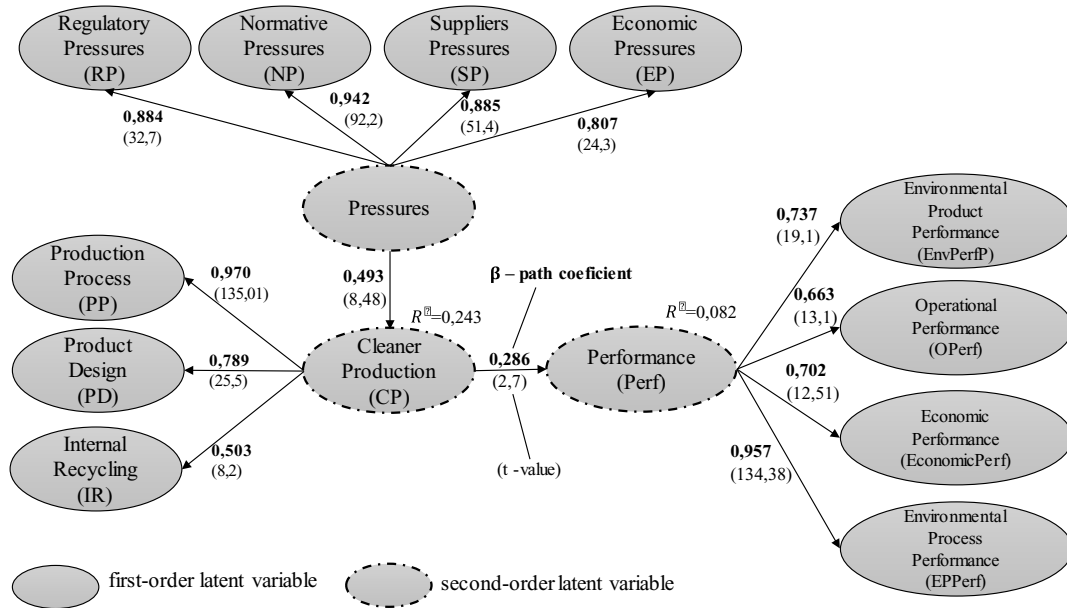 Regulatory
Pressures
(RP)
Normative
Pressures
(NP)
Suppliers
Pressures
(SP)
Economic
Pressures
(EP)
0,884
(32,7)
0,942
(92,2)
0,885
(51,4)
0,807
(24,3)
Pressures
Production
Process
(PP)
0,970
(135,01)
0,493
(8,48)
β – path coeficient
R⍰=0,243
R⍰=0,082
Product
Design
(PD)
0,789
(25,5)
Cleaner
Production
(CP)
0,286
(2,7)
Performance
(Perf)
Internal
Recycling
(IR)
0,503
(8,2)
(t -value)
0,737
(19,1)
Environmental
Product
Performance
(EnvPerfP)
0,663
(13,1)
Operational
Performance
(OPerf)
0,702
(12,51)
Economic
Performance
(EconomicPerf)
0,957
(134,38)
Environmental
Process
Performance
(EPPerf)
first-order latent variable
second-order latent variable